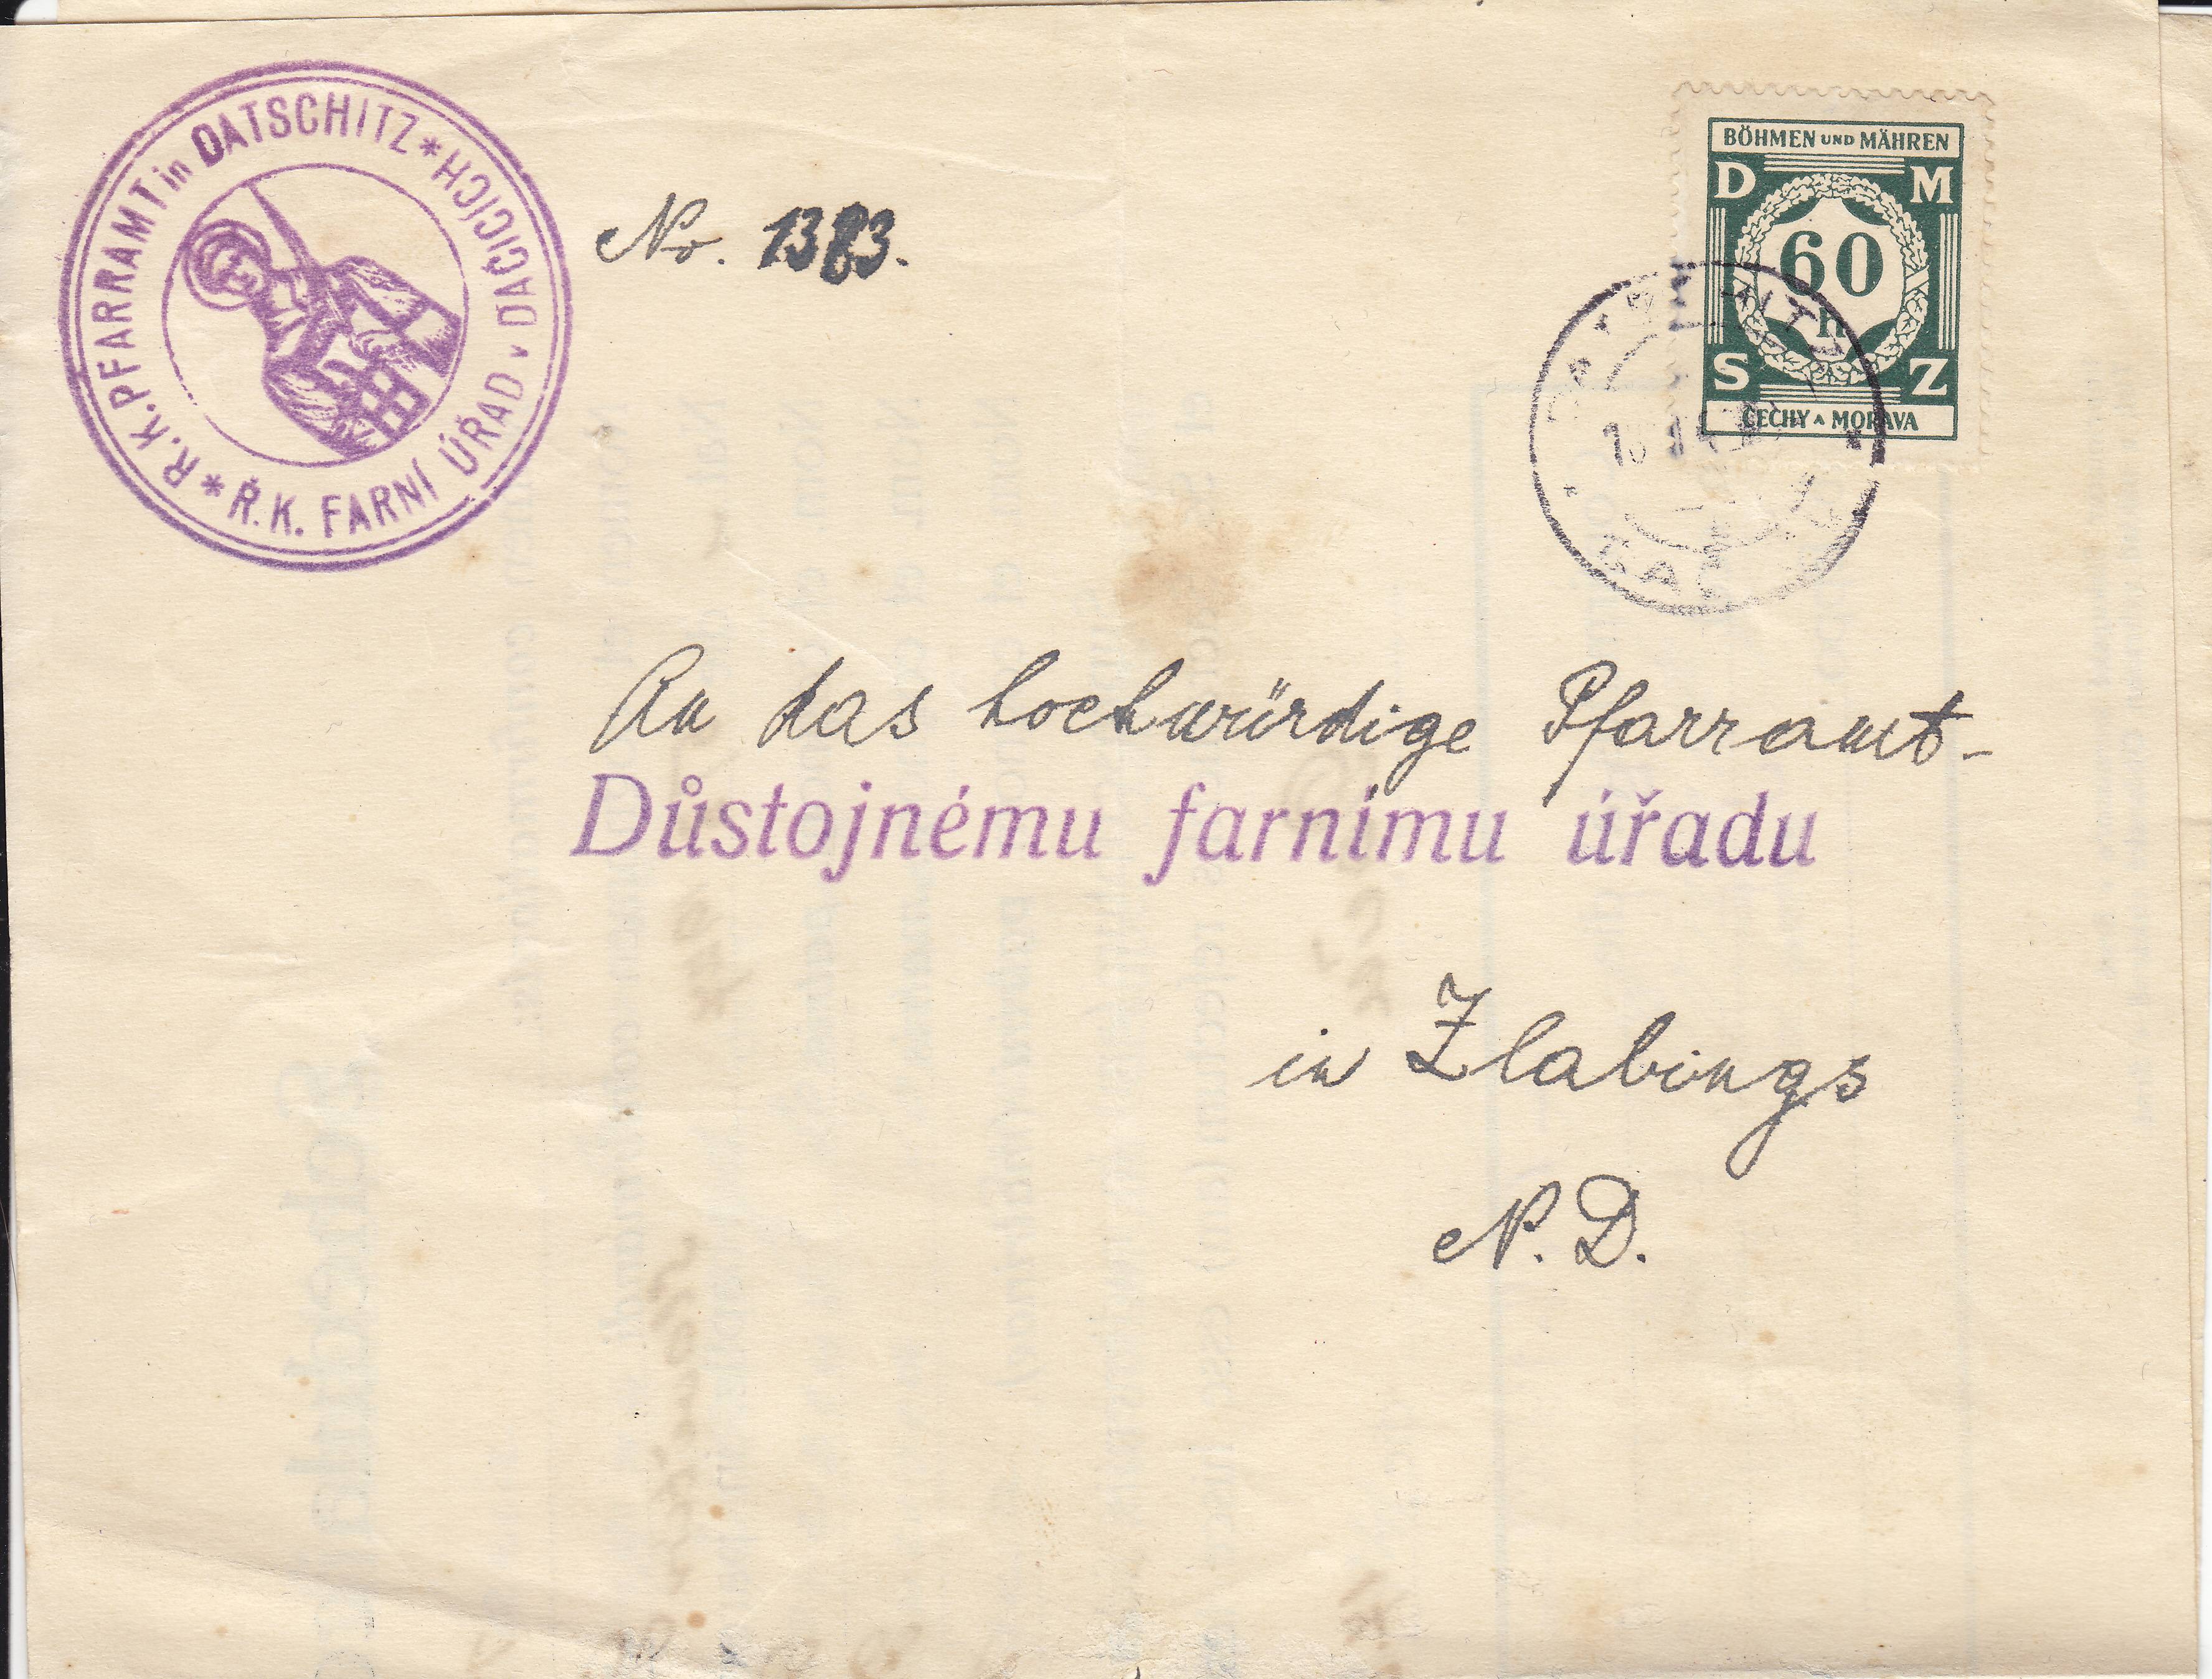 R.K. PFARRAMT in DATSCHITZ * Ř.K. FARNÍ ÚŘAD v DAČICÍCH *
No. 1383.
BÖHMEN UND MÄHREN
D M
60
H
S Z
ČECHY A MORAVA
An das hochwürdige Pfarramt-
Důstojnému farnímu úřadu
in Zlabings
N. D.